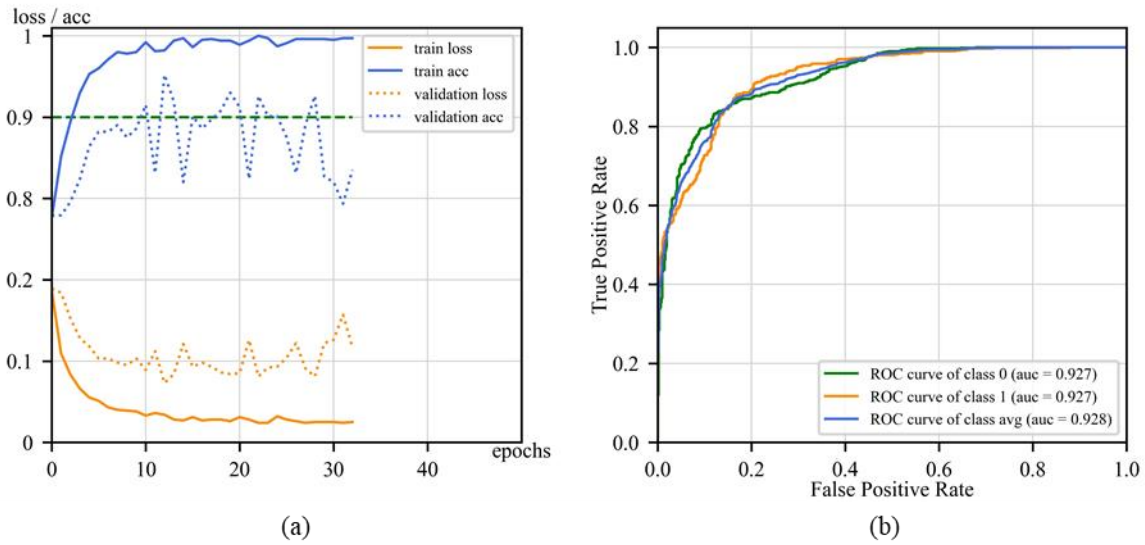 loss / acc
1
0.9
0.8
0.2
0.1
0
0
10
20
30
40
epochs
train loss
train acc
validation loss
validation acc
(a)
True Positive Rate
1.0
0.8
0.6
0.4
0.2
0.0
0.0
0.2
0.4
0.6
0.8
1.0
False Positive Rate
ROC curve of class 0 (auc = 0.927)
ROC curve of class 1 (auc = 0.927)
ROC curve of class avg (auc = 0.928)
(b)